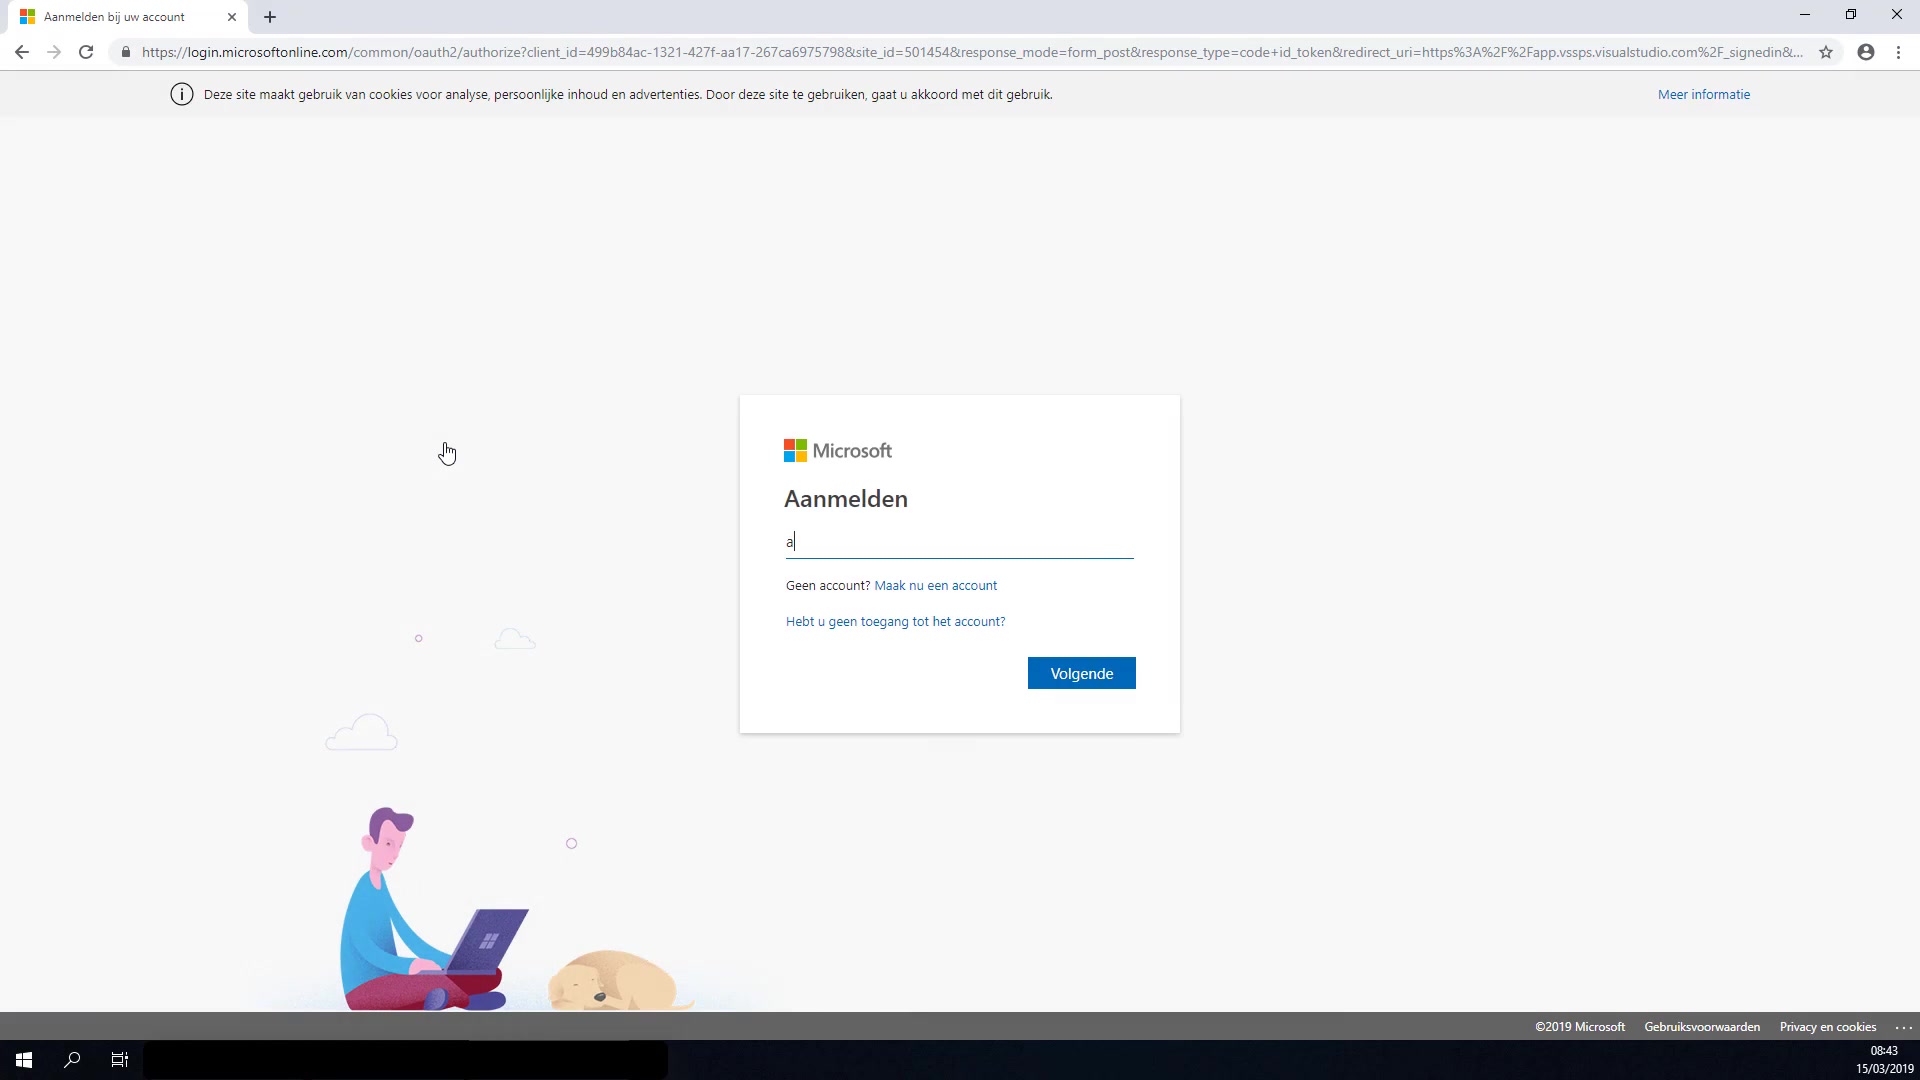 Aanmelden bij uw account
https://login.microsoftonline.com/common/oauth2/authorize?client_id=499b84ac-1321-427f-aa17-267ca6975798&site_id=501454&response_mode=form_post&response_type=code+id_token&redirect_uri=https%3A%2F%2Fapp.vssps.visualstudio.com%2F_signedin&...
Deze site maakt gebruik van cookies voor analyse, persoonlijke inhoud en advertenties. Door deze site te gebruiken, gaat u akkoord met dit gebruik.
Meer informatie
Microsoft
Aanmelden
a
Geen account? Maak nu een account
Hebt u geen toegang tot het account?
Volgende
©2019 Microsoft Gebruiksvoorwaarden Privacy en cookies ...
08:43
15/03/2019